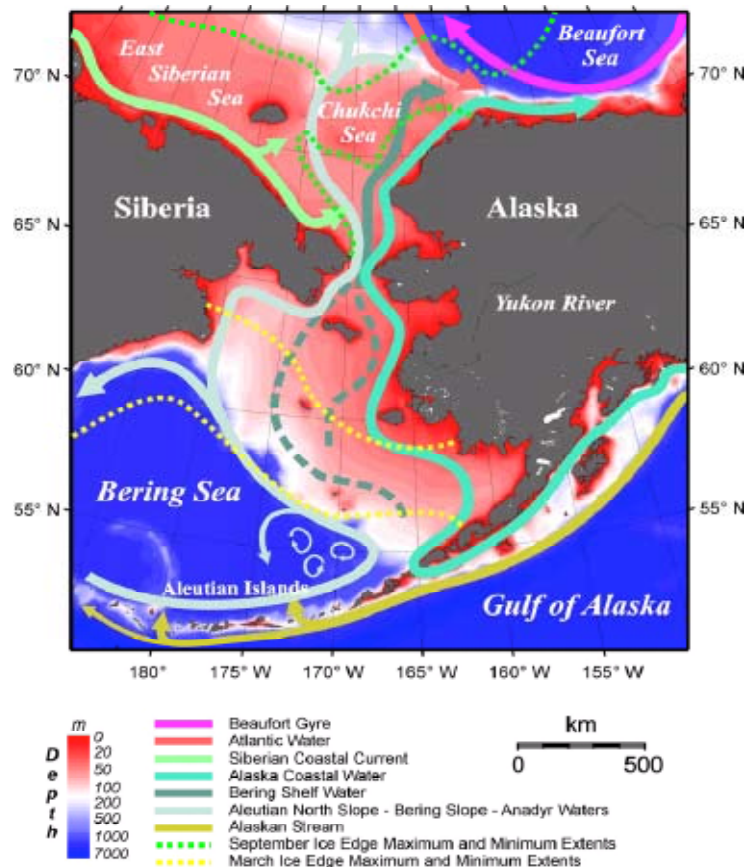 70° N
East
Siberian
Sea
Chukchi
Sea
Beaufort
Sea
70° N
65° N
Siberia
Alaska
65° N
Yukon River
60° N
60° N
55° N
Bering Sea
55° N
Aleutian Islands
Gulf of Alaska
180° 175° W 170° W 165° W 160° W 155° W
m
Depth
0
20
50
100
200
500
1000
7000
Beaufort Gyre
Atlantic Water
Siberian Coastal Current
Alaska Coastal Water
Bering Shelf Water
Aleutian North Slope - Bering Slope - Anadyr Waters
Alaskan Stream
September Ice Edge Maximum and Minimum Extents
March Ice Edge Maximum and Minimum Extents
km
0 500